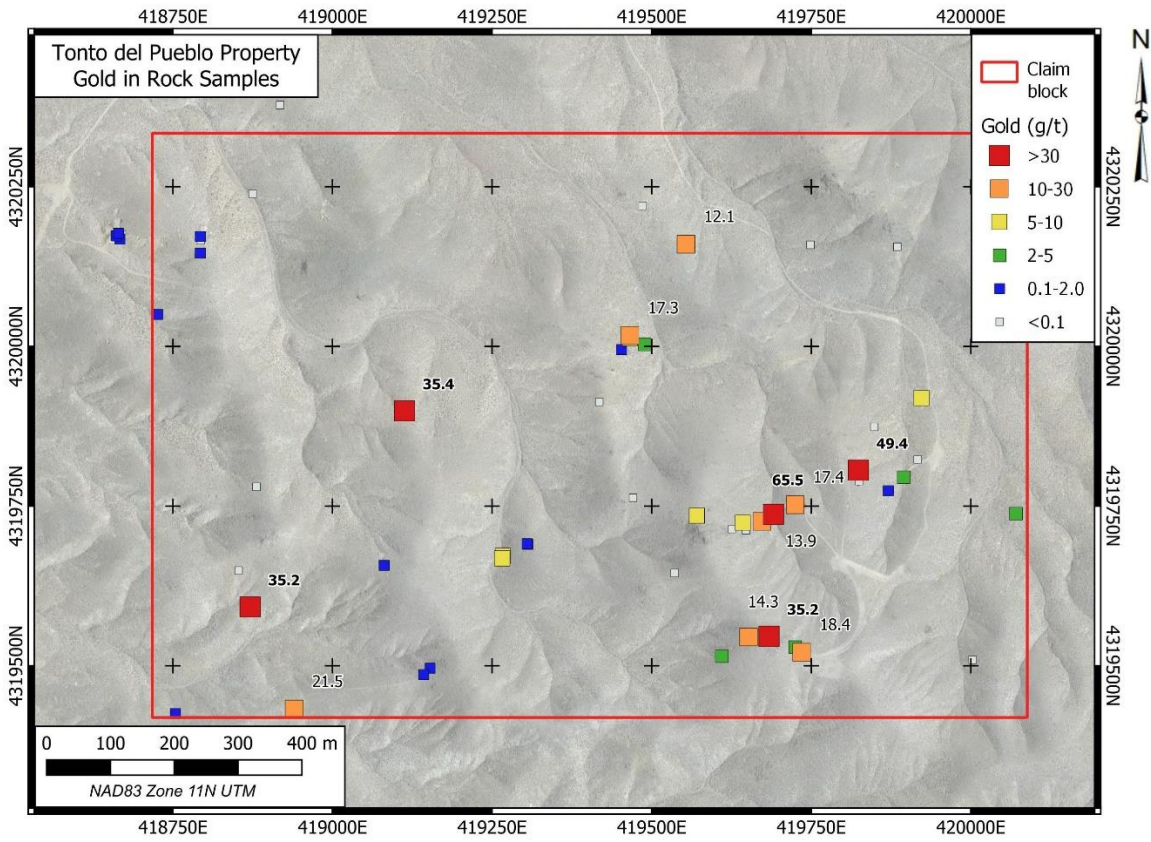 418750E 419000E 419250E 419500E 419750E 420000E
Tonto del Pueblo Property
Gold in Rock Samples
N
Claim
block
Gold (g/t)
>30
10-30
5-10
2-5
0.1-2.0
<0.1
4320250N
4320250N
12.1
17.3
4320000N
4320000N
35.4
49.4
17.4
65.5
4319750N
4319750N
13.9
35.2
14.3
35.2
18.4
4319500N
4319500N
21.5
0 100 200 300 400 m
NAD83 Zone 11N UTM
418750E 419000E 419250E 419500E 419750E 420000E